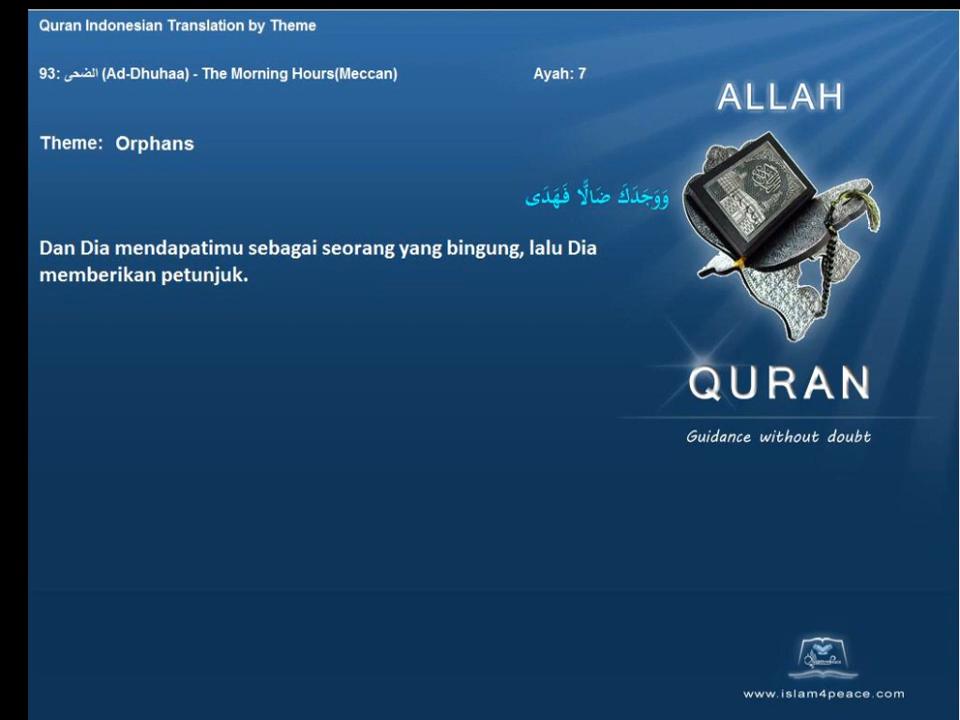 Quran Indonesian Translation by Theme
93: الضحى (Ad-Dhuhaa) - The Morning Hours(Meccan) Ayah: 7
ALLAH
Theme: Orphans
وَوَجَدَكَ ضَالًّا فَهَدَى
Dan Dia mendapatimu sebagai seorang yang bingung, lalu Dia
memberikan petunjuk.
QURAN
Guidance without doubt
www.islam4peace.com